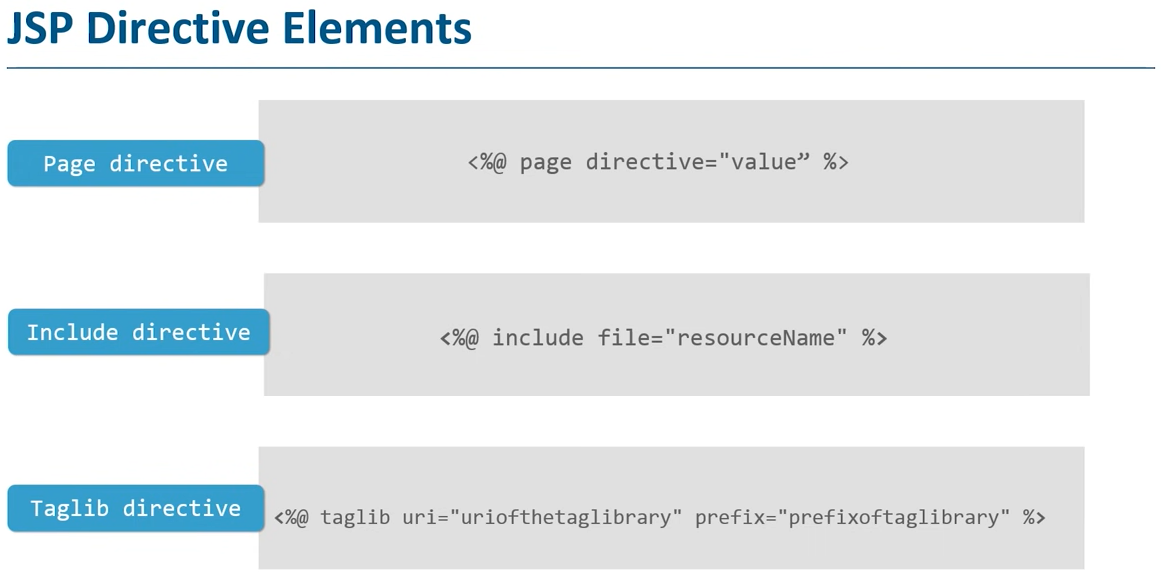 JSP Directive Elements
Page directive
<%@ page directive="value” %>
Include directive
<%@ include file="resourceName" %>
Taglib directive
<%@ taglib uri="uriofthetaglibrary" prefix="prefixoftaglibrary" %>